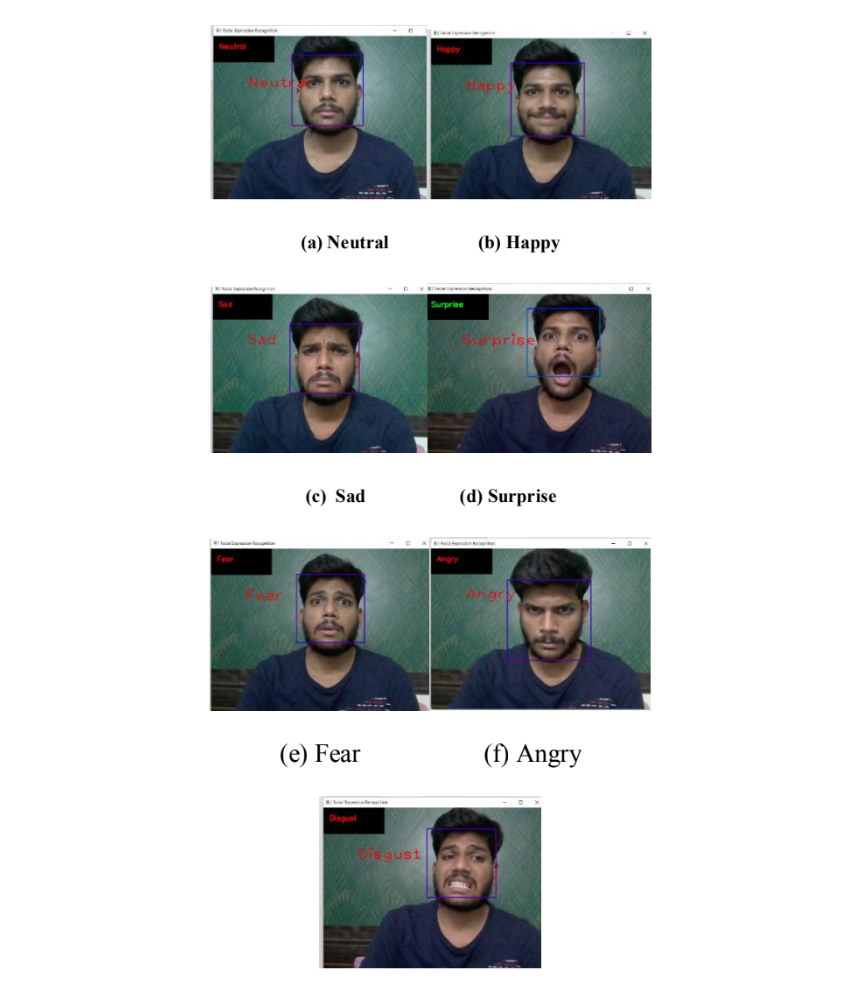 Facial Expression Recognition
Neutral
Neutral
Facial Expression Recognition
Happy
Happy
(a) Neutral (b) Happy
Facial Expression Recognition
Sad
Sad
Facial Expression Recognition
Surprise
Surprise
(c) Sad (d) Surprise
Facial Expression Recognition
Fear
Fear
Facial Expression Recognition
Angry
Angry
(e) Fear (f) Angry
Facial Expression Recognition
Disgust
Disgust